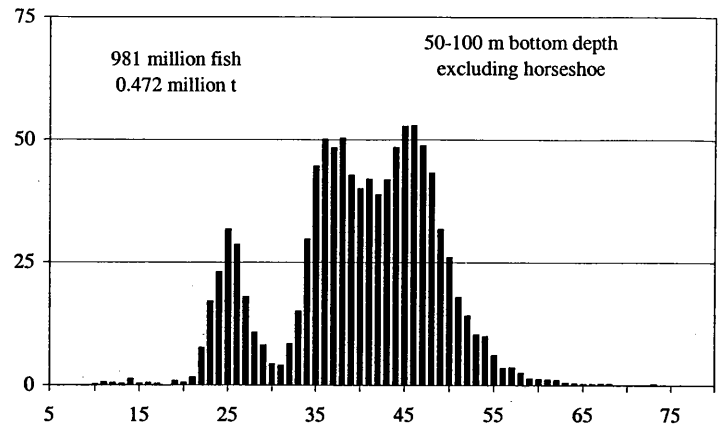 75
981 million fish
0.472 million t
50-100 m bottom depth
excluding horseshoe
50
25
0
5 15 25 35 45 55 65 75